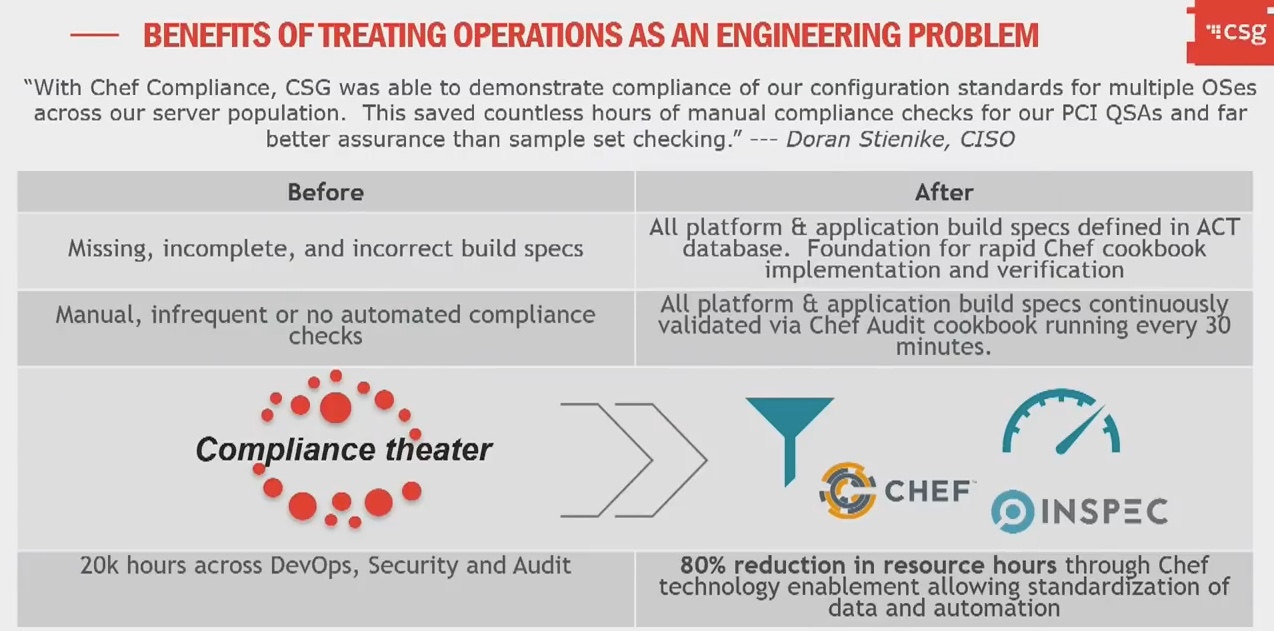 BENEFITS OF TREATING OPERATIONS AS AN ENGINEERING PROBLEM
csg
“With Chef Compliance, CSG was able to demonstrate compliance of our configuration standards for multiple OSes
across our server population. This saved countless hours of manual compliance checks for our PCI QSAs and far
better assurance than sample set checking.” --- Doran Stienike, CISO
Before
After
Missing, incomplete, and incorrect build specs
All platform & application build specs defined in ACT
database. Foundation for rapid Chef cookbook
implementation and verification
Manual, infrequent or no automated compliance
checks
All platform & application build specs continuously
validated via Chef Audit cookbook running every 30
minutes.
Compliance theater
CHEF™
INSPEC
20k hours across DevOps, Security and Audit
80% reduction in resource hours through Chef
technology enablement allowing standardization of
data and automation